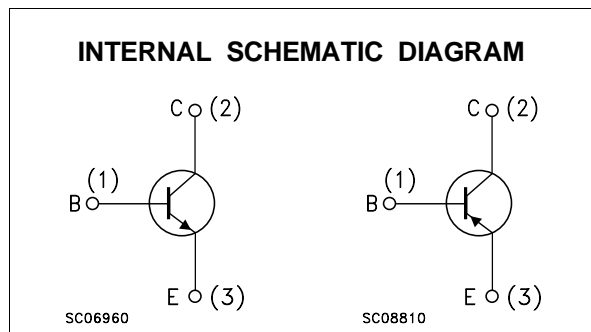 INTERNAL SCHEMATIC DIAGRAM
C (2)
C (2)
(1)
B
(1)
B
E (3)
E (3)
SC06960
SC08810